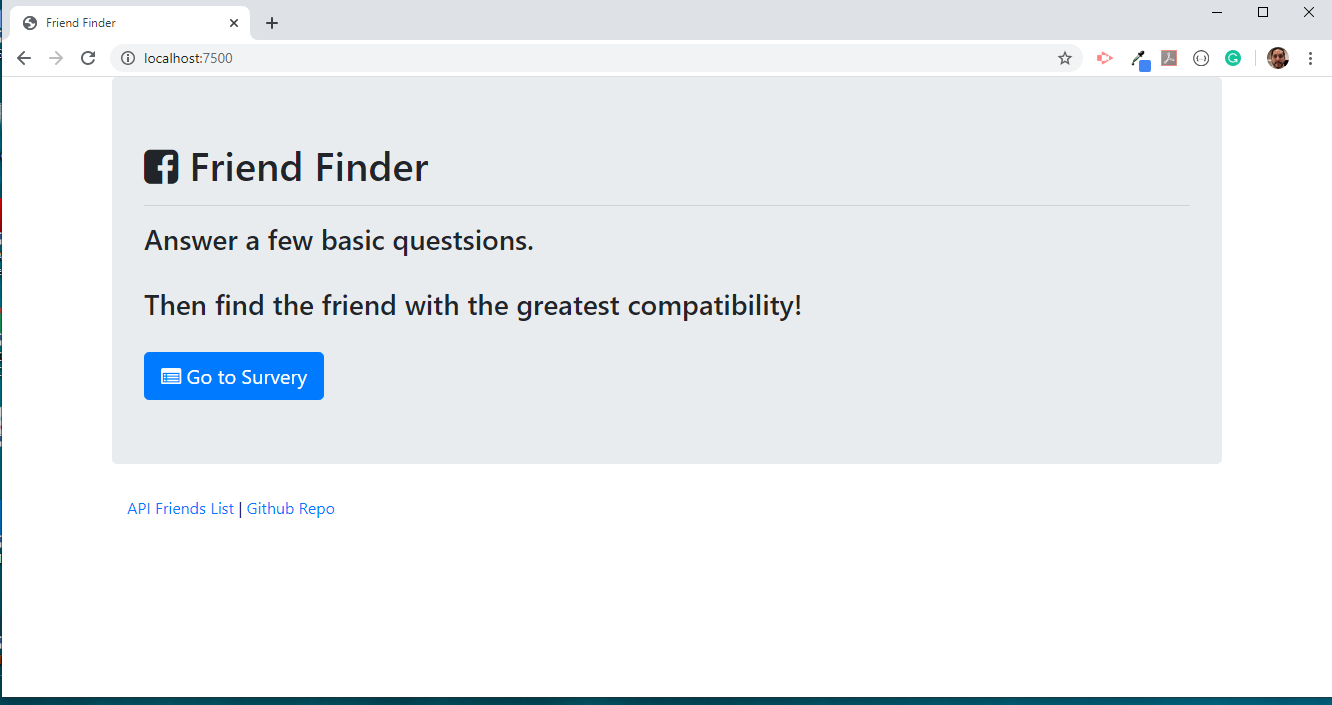 Friend Finder
localhost:7500
Friend Finder
Answer a few basic questsions.
Then find the friend with the greatest compatibility!
Go to Survery
API Friends List | Github Repo